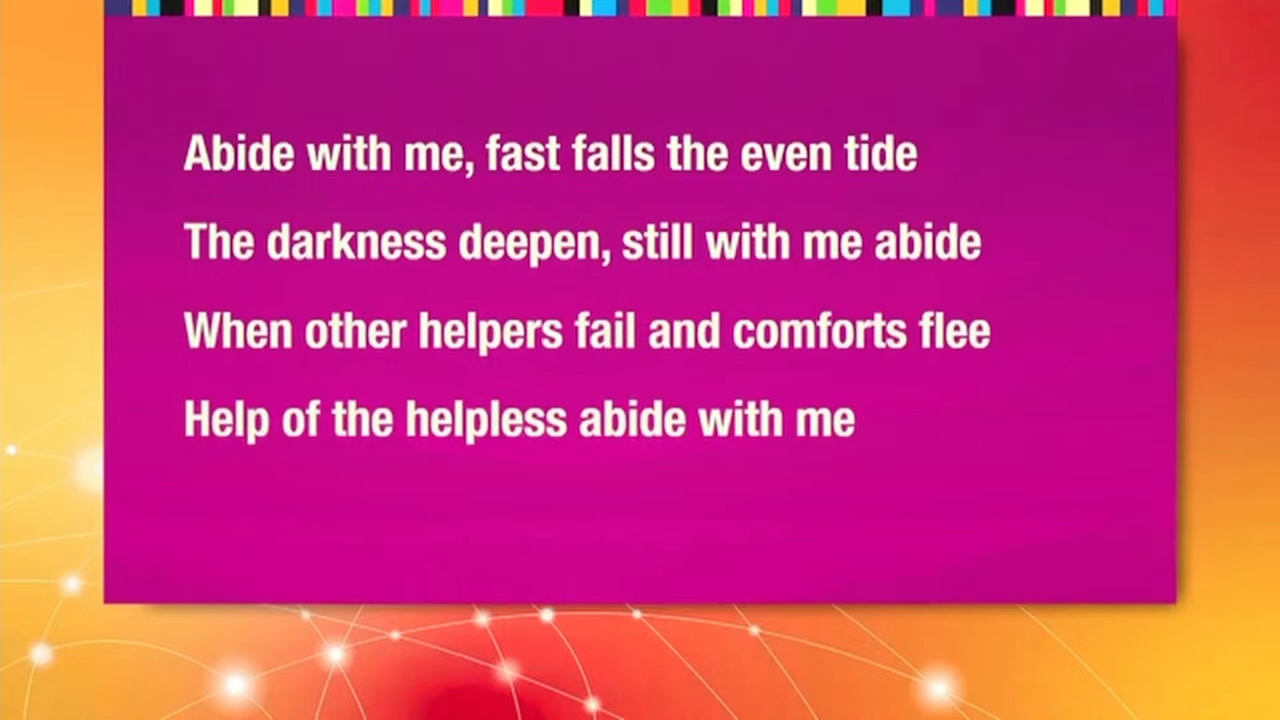 Abide with me, fast falls the even tide
The darkness deepen, still with me abide
When other helpers fail and comforts flee
Help of the helpless abide with me